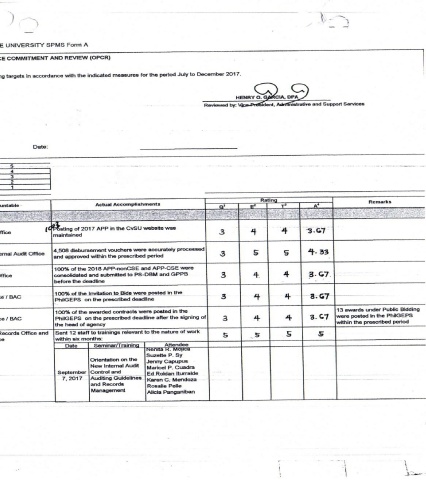 E UNIVERSITY SPMS Form A
CE COMMITMENT AND REVIEW (OPCR)
ng targets in accordance with the indicated measures for the period July to December 2017.
HENRY O. GARCIA, DPA
Reviewed by: Vice-President, Administrative and Support Services
Date:
5
4
3
2
1
untable
Actual Accomplishments
Rating
Remarks
Q¹ E² T³ A⁴
ffice
Posting of 2017 APP in the CvSU website was maintained
3 4 4 3.67
ernal Audit Office
4,508 disbursement vouchers were accurately processed and approved within the prescribed period
3 5 5 4.33
ffice
100% of the 2018 APP-nonCSE and APP-CSE were consolidated and submitted to PR-DBM and GPPB before the deadline
3 4 4 3.67
ce / BAC
100% of the Invitation to Bids were posted in the PhilGEPS on the prescribed deadline
3 4 4 3.67
ce / BAC
100% of the awarded contracts were posted in the PhilGEPS on the prescribed deadline after the signing of the head of agency
3 4 4 3.67
13 awards under Public Bidding were posted in the PhilGEPS within the prescribed period
Records Office and
ce
Sent 12 staff to trainings relevant to the nature of work within six months:
5 5 5 5
Date Seminar/Training Attendee
September 7, 2017
Orientation on the New Internal Audit Control and Auditing Guidelines and Records Management
Nenita R. Mojica
Suzette P. Sy
Jenny Capupus
Maricel P. Cuadra
Ed Roldan Iturralde
Karen C. Mendoza
Rosalie Pelle
Alicia Panganiban